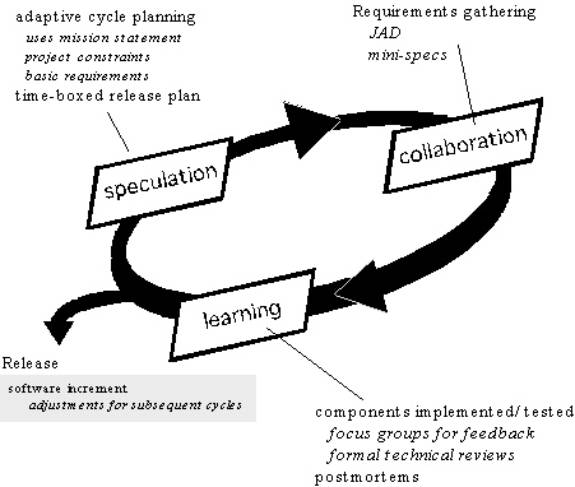 adaptive cycle planning
uses mission statement
project constraints
basic requirements
time-boxed release plan
Requirements gathering
JAD
mini-specs
speculation
collaboration
learning
Release
software increment
adjustments for subsequent cycles
components implemented/ tested
focus groups for feedback
formal technical reviews
postmortems